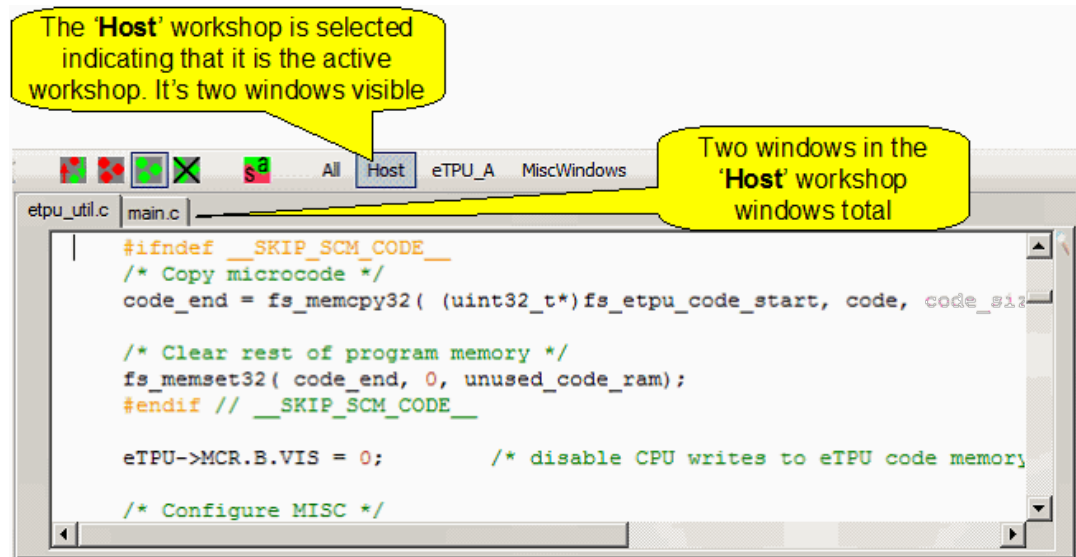 The ‘Host’ workshop is selected
indicating that it is the active
workshop. It’s two windows visible
Two windows in the
‘Host’ workshop
windows total
s a All Host eTPU_A MiscWindows
etpu_util.c main.c
#ifndef __SKIP_SCM_CODE__
/* Copy microcode */
code_end = fs_memcpy32( (uint32_t*)fs_etpu_code_start, code, code_siz
/* Clear rest of program memory */
fs_memset32( code_end, 0, unused_code_ram);
#endif // __SKIP_SCM_CODE__
eTPU->MCR.B.VIS = 0; /* disable CPU writes to eTPU code memory
/* Configure MISC */